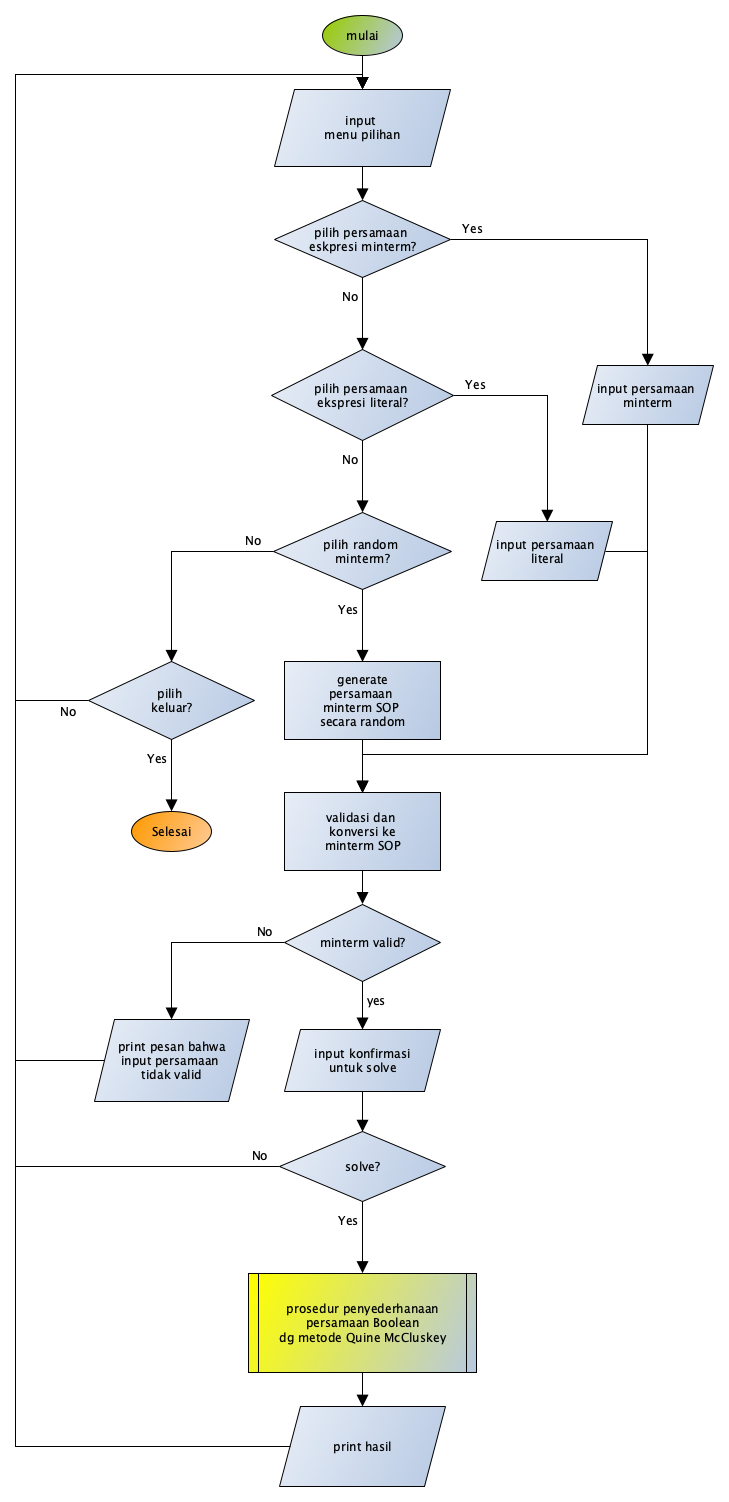 mulai
input
menu pilihan
pilih persamaan
eskpresi minterm?
Yes
No
pilih persamaan
ekspresi literal?
Yes
input persamaan
minterm
No
pilih random
minterm?
No
input persamaan
literal
Yes
pilih
keluar?
No
generate
persamaan
minterm SOP
secara random
Yes
Selesai
validasi dan
konversi ke
minterm SOP
minterm valid?
No
yes
print pesan bahwa
input persamaan
tidak valid
input konfirmasi
untuk solve
solve?
No
Yes
prosedur penyederhanaan
persamaan Boolean
dg metode Quine McCluskey
print hasil